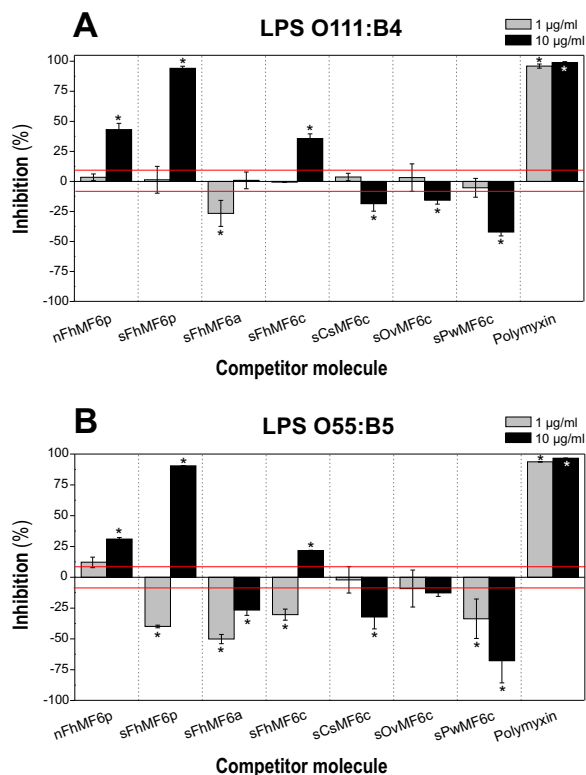 A
LPS O111:B4
1 µg/ml
10 µg/ml
Inhibition (%)
100
75
50
25
0
-25
-50
-75
-100
* * * * * * * * * *
nFhMF6p sFhMF6p sFhMF6a sFhMF6c sCsMF6c sOvMF6c sPwMF6c Polymyxin
Competitor molecule
B
LPS O55:B5
1 µg/ml
10 µg/ml
Inhibition (%)
100
75
50
25
0
-25
-50
-75
-100
* * * * * * * * * * * *
nFhMF6p sFhMF6p sFhMF6a sFhMF6c sCsMF6c sOvMF6c sPwMF6c Polymyxin
Competitor molecule